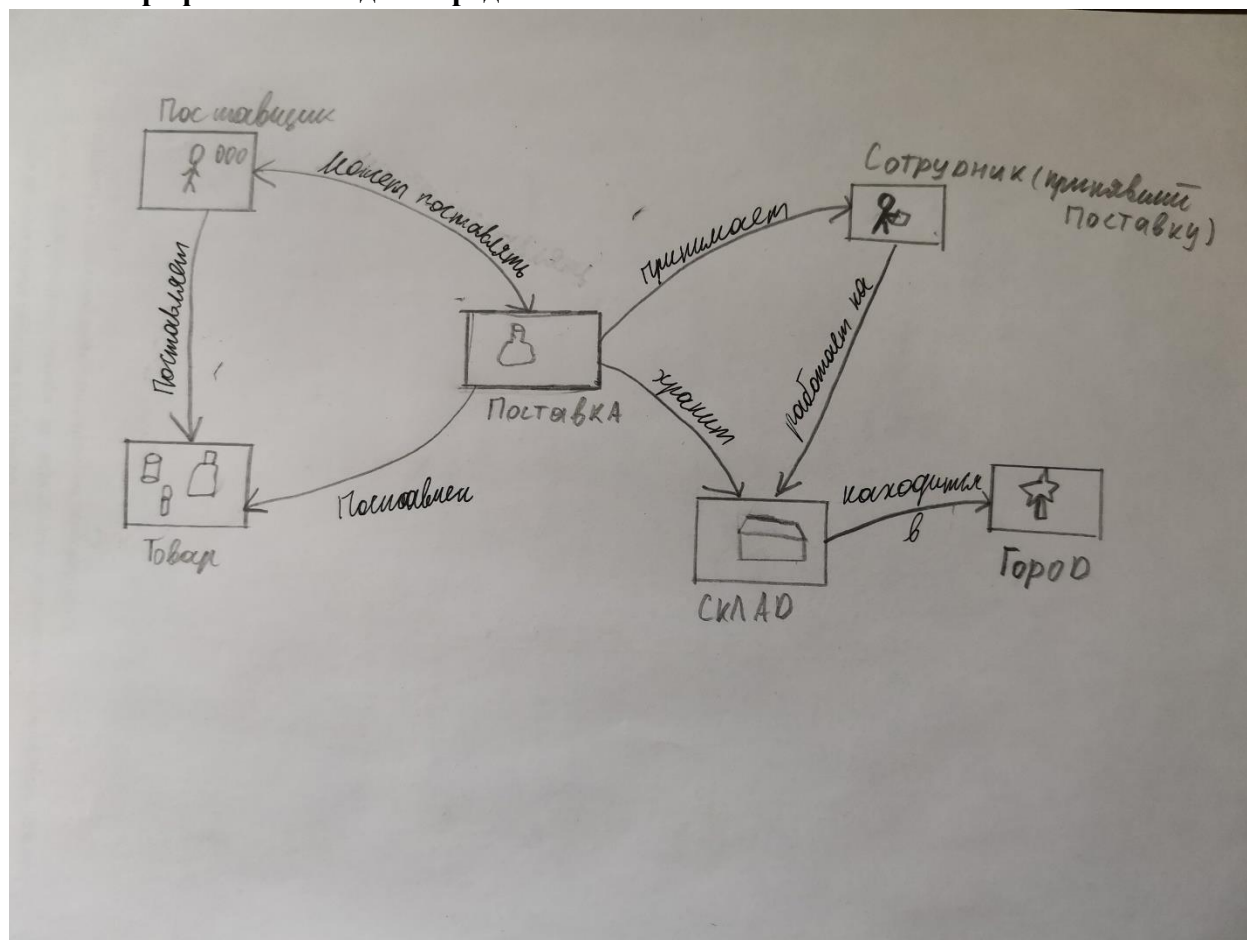 Поставщик
может поставлять
Сотрудник (принявший
Поставку)
принимает
Поставляет
работает на
хранит
Поставка
Поставлен
находится
в
Товар
Склад
Город